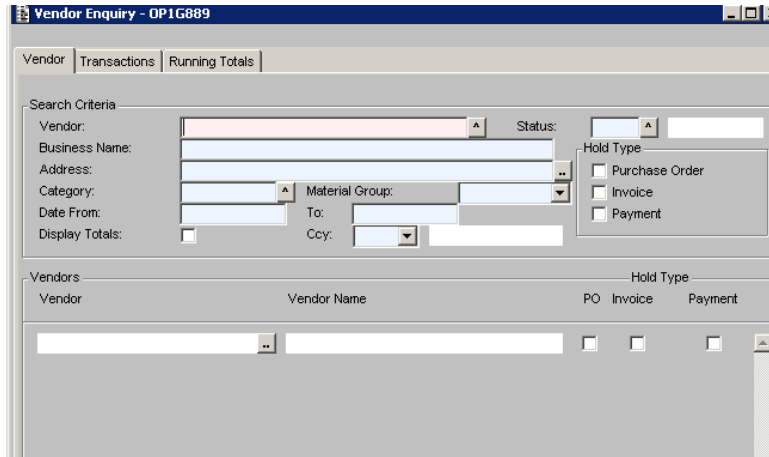 Vendor Enquiry - OP1G889
Vendor Transactions Running Totals
Search Criteria
Vendor: ^ Status: ^
Business Name: Hold Type
Address: .. Purchase Order
Category: ^ Material Group: Invoice
Date From: To: Payment
Display Totals: Ccy:
Vendors Hold Type
Vendor Vendor Name PO Invoice Payment
..